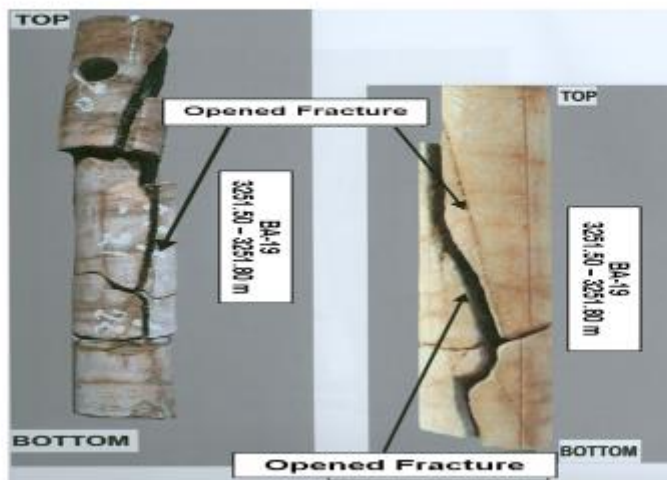 TOP
Opened Fracture
BA-19
3251.50 – 3251.80 m
BOTTOM
TOP
BA-19
3251.50 – 3251.80 m
BOTTOM
Opened Fracture